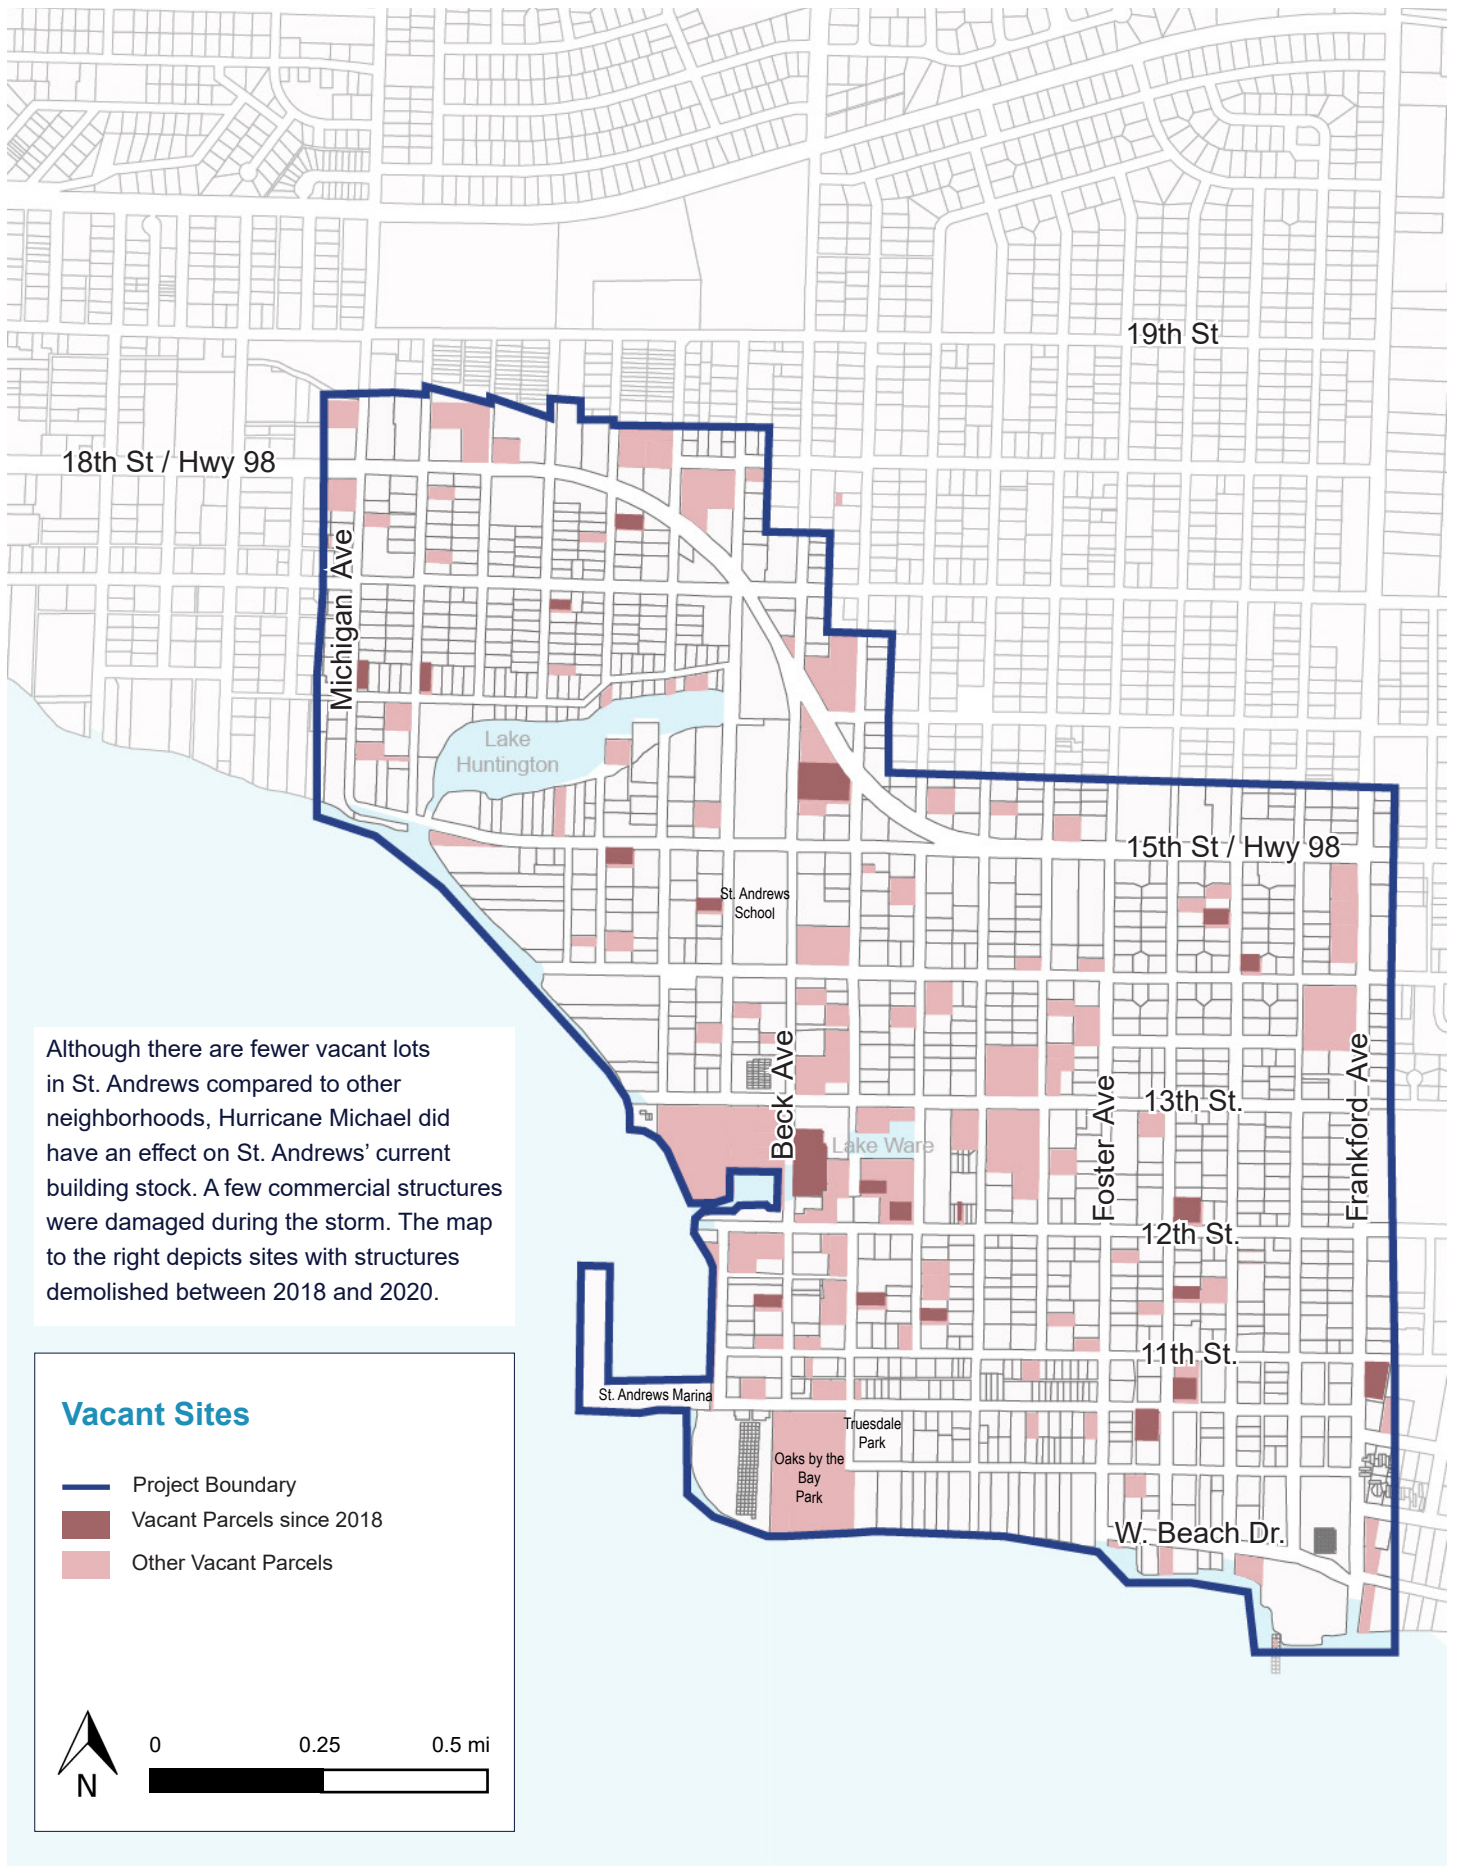 19th St
18th St / Hwy 98
Michigan Ave
Lake
Huntington
15th St / Hwy 98
St. Andrews
School
Although there are fewer vacant lots
in St. Andrews compared to other
neighborhoods, Hurricane Michael did
have an effect on St. Andrews' current
building stock. A few commercial structures
were damaged during the storm. The map
to the right depicts sites with structures
demolished between 2018 and 2020.
Beck Ave
Lake Ware
Foster Ave
13th St.
Frankford Ave
12th St.
11th St.
St. Andrews Marina
Truesdale
Park
Oaks by the
Bay
Park
W. Beach Dr.
Vacant Sites
Project Boundary
Vacant Parcels since 2018
Other Vacant Parcels
N
0 0.25 0.5 mi